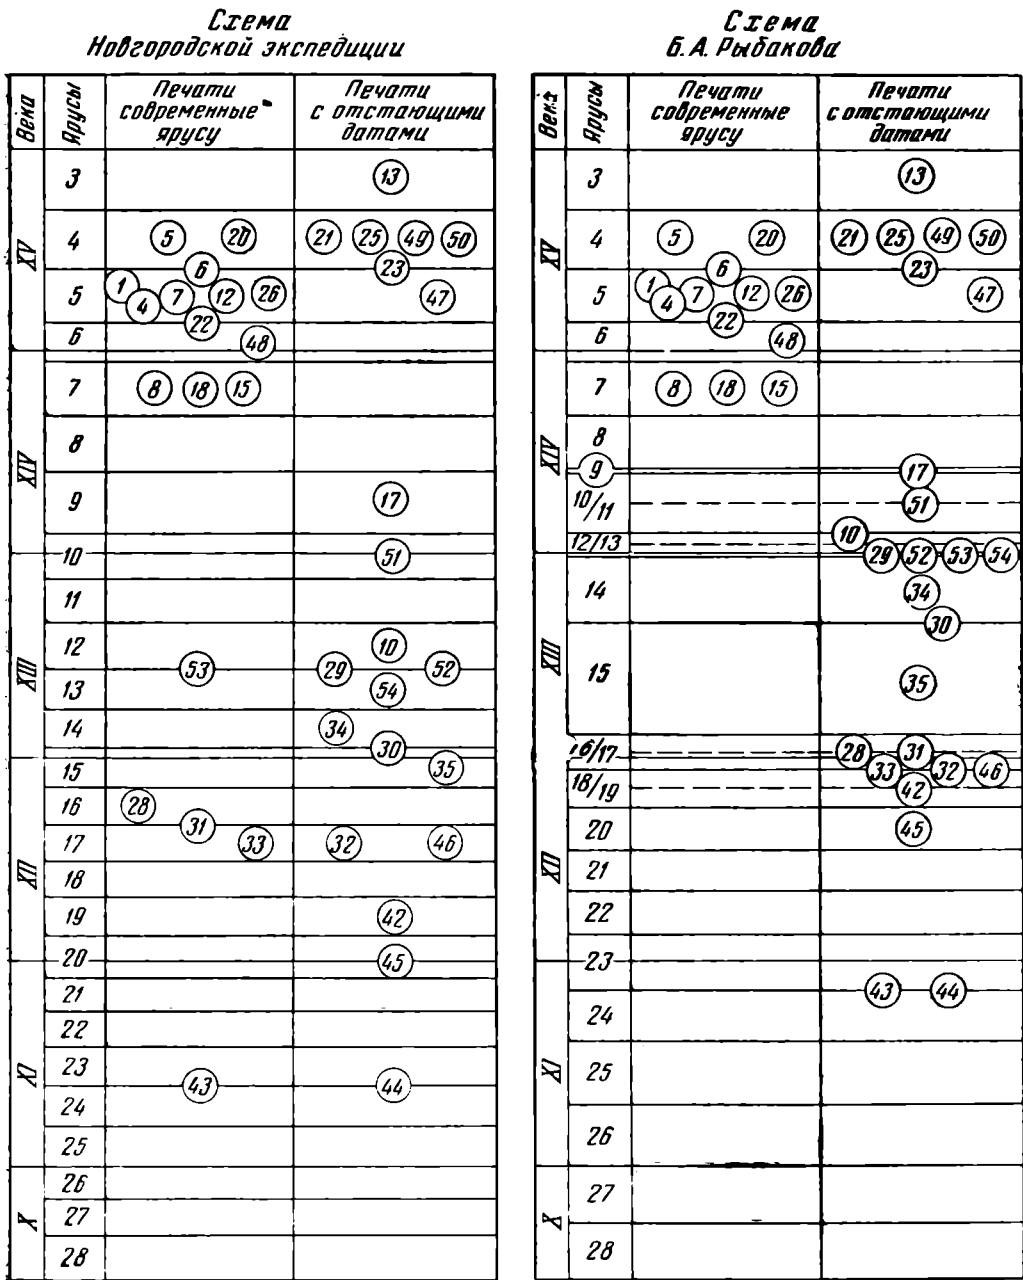 Схема
Новгородской экспедиции
Века Ярусы Печати современные ярусу Печати с отстающими датами
3 13
XV 4 5 20 21 25 49 50
6 23
5 1 4 7 12 26 47
22
6 48
7 8 18 15
XIV 8
9 17
10 51
11
12 10
XIII 53 29 52
13 54
14 34
30
15 35
16 28
31
17 33 32 46
XII 18
19 42
20 45
21
22
XI 23
43 44
24
25
26
X 27
28
Схема
Б. А. Рыбакова
Века Ярусы Печати современные ярусу Печати с отстающими датами
3 13
XV 4 5 20 21 25 49 50
6 23
5 1 4 7 12 26 47
22
6 48
7 8 18 15
8
XIV 9 17
10/11 51
10
12/13 29 52 53 54
14 34
30
XIII 15 35
16/17 28 31
33 32 46
18/19 42
20 45
XII 21
22
23
43 44
24
XI 25
26
27
X 28